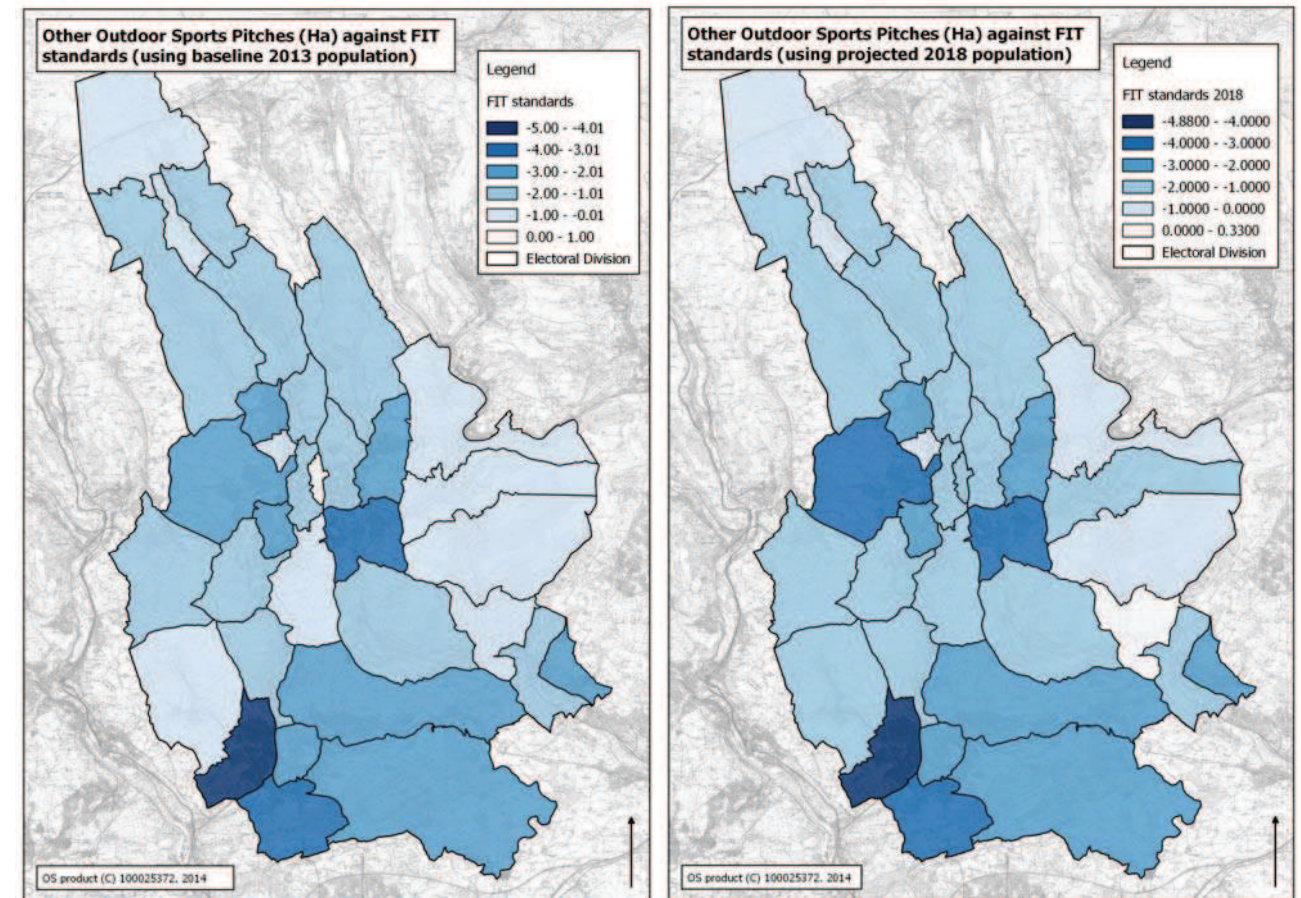 Other Outdoor Sports Pitches (Ha) against FIT
standards (using baseline 2013 population)
Legend
FIT standards
-5.00 - -4.01
-4.00- -3.01
-3.00 - -2.01
-2.00 - -1.01
-1.00 - -0.01
0.00 - 1.00
Electoral Division
OS product (C) 100025372. 2014
Other Outdoor Sports Pitches (Ha) against FIT
standards (using projected 2018 population)
Legend
FIT standards 2018
-4.8800 - -4.0000
-4.0000 - -3.0000
-3.0000 - -2.0000
-2.0000 - -1.0000
-1.0000 - 0.0000
0.0000 - 0.3300
Electoral Division
OS product (C) 100025372. 2014